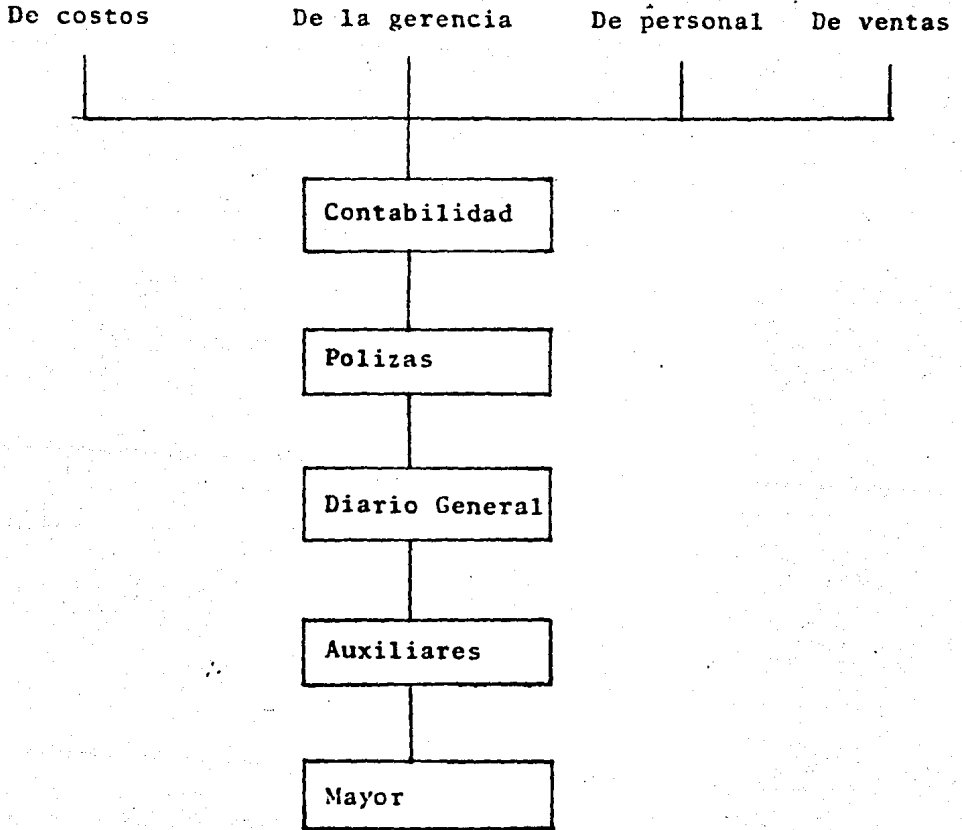 De costos De la gerencia De personal De ventas
Contabilidad
Polizas
Diario General
Auxiliares
Mayor